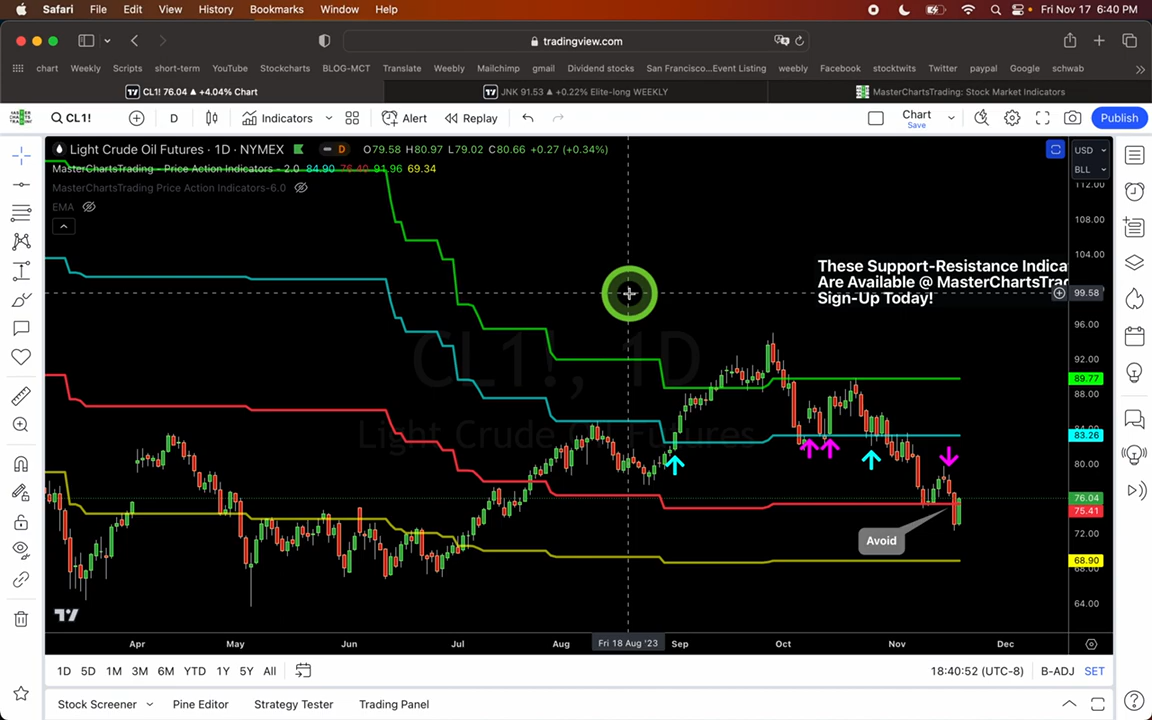 Safari File Edit View History Bookmarks Window Help Fri Nov 17 6:40 PM
tradingview.com
chart Weekly Scripts short-term YouTube Stockcharts BLOG-MCT Translate Weebly Mailchimp gmail Dividend stocks San Francisco...Event Listing weebly Facebook stocktwits Twitter paypal Google schwab
CL1! 76.04 ▲ +4.04% Chart JNK 91.53 ▲ +0.22% Elite-long WEEKLY MasterChartsTrading: Stock Market Indicators
CL1! D Indicators Alert Replay Chart Save Publish
Light Crude Oil Futures · 1D · NYMEX D O79.58 H80.97 L79.02 C80.66 +0.27 (+0.34%) USD
MasterChartsTrading - Price Action Indicators - 2.0 84.90 76.40 91.96 69.34 BLL
MasterChartsTrading Price Action Indicators-6.0
EMA
112.00
108.00
104.00
These Support-Resistance Indica
Are Available @ MasterChartsTrad
Sign-Up Today!
99.58
96.00
92.00
CL1!, 1D
Light Crude Oil Futures
89.77
88.00
83.26
80.00
76.04
75.41
72.00
Avoid
68.90
68.00
64.00
Apr May Jun Jul Aug Fri 18 Aug '23 Sep Oct Nov Dec
1D 5D 1M 3M 6M YTD 1Y 5Y All 18:40:52 (UTC-8) B-ADJ SET
Stock Screener Pine Editor Strategy Tester Trading Panel